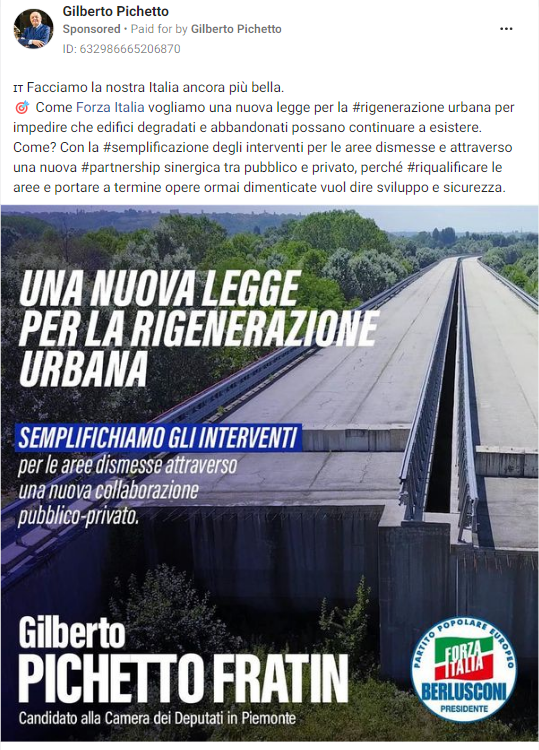 Gilberto Pichetto
Sponsored • Paid for by Gilberto Pichetto
ID: 632986665206870
IT Facciamo la nostra Italia ancora più bella.
🎯 Come Forza Italia vogliamo una nuova legge per la #rigenerazione urbana per
impedire che edifici degradati e abbandonati possano continuare a esistere.
Come? Con la #semplificazione degli interventi per le aree dismesse e attraverso
una nuova #partnership sinergica tra pubblico e privato, perché #riqualificare le
aree e portare a termine opere ormai dimenticate vuol dire sviluppo e sicurezza.
UNA NUOVA LEGGE
PER LA RIGENERAZIONE
URBANA
SEMPLIFICHIAMO GLI INTERVENTI
per le aree dismesse attraverso
una nuova collaborazione
pubblico-privato.
Gilberto
PICHETTO FRATIN
Candidato alla Camera dei Deputati in Piemonte
PARTITO POPOLARE EUROPEO
FORZA
ITALIA
BERLUSCONI
PRESIDENTE